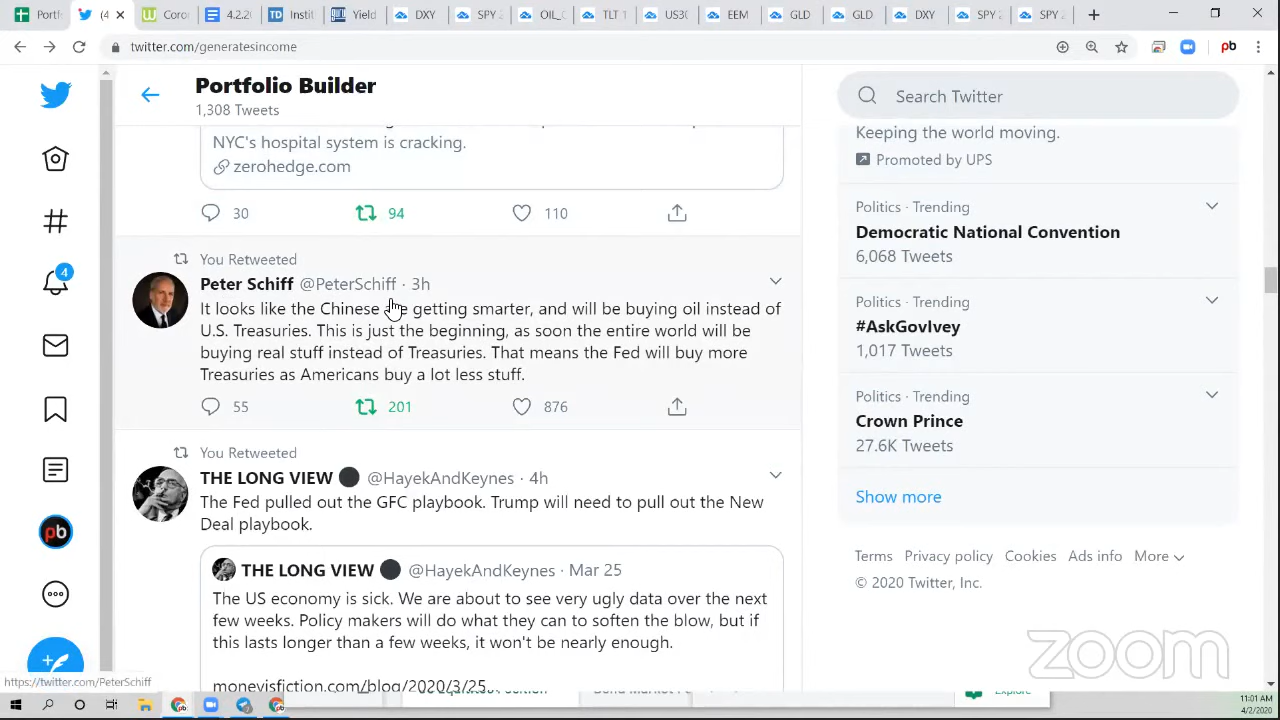 Portf
(4
Coro
4.2.20
Instit
Yield
DXY
SPY 2
OIL_C
TLT 1
US30
EEM
GLD
GLD
DXY
SPY 2
SPY 2
twitter.com/generatesincome
pb
Portfolio Builder
1,308 Tweets
Search Twitter
NYC's hospital system is cracking.
zerohedge.com
30 94 110
You Retweeted
Peter Schiff @PeterSchiff · 3h
It looks like the Chinese getting smarter, and will be buying oil instead of
U.S. Treasuries. This is just the beginning, as soon the entire world will be
buying real stuff instead of Treasuries. That means the Fed will buy more
Treasuries as Americans buy a lot less stuff.
55 201 876
You Retweeted
THE LONG VIEW @HayekAndKeynes · 4h
The Fed pulled out the GFC playbook. Trump will need to pull out the New
Deal playbook.
THE LONG VIEW @HayekAndKeynes · Mar 25
The US economy is sick. We are about to see very ugly data over the next
few weeks. Policy makers will do what they can to soften the blow, but if
this lasts longer than a few weeks, it won't be nearly enough.
moneyisfiction.com/blog/2020/3/25
4
pb
https://twitter.com/PeterSchiff
Keeping the world moving.
Promoted by UPS
Politics · Trending
Democratic National Convention
6,068 Tweets
Politics · Trending
#AskGovIvey
1,017 Tweets
Politics · Trending
Crown Prince
27.6K Tweets
Show more
Terms Privacy policy Cookies Ads info More
© 2020 Twitter, Inc.
zoom
Explore
11:01 AM
4/2/2020